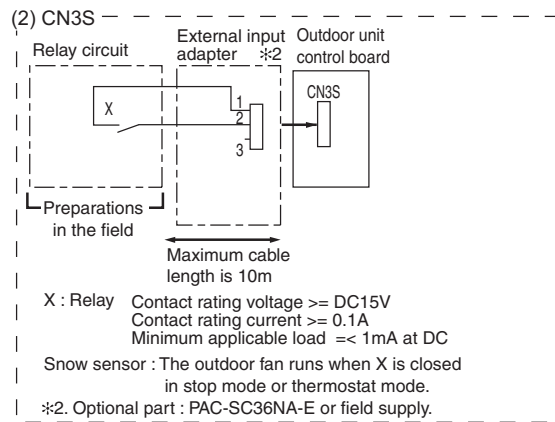 (2) CN3S
Relay circuit
External input
adapter ✻2
Outdoor unit
control board
CN3S
X
1
2
3
Preparations
in the field
Maximum cable
length is 10m
X : Relay
Contact rating voltage >= DC15V
Contact rating current >= 0.1A
Minimum applicable load =< 1mA at DC
Snow sensor : The outdoor fan runs when X is closed
in stop mode or thermostat mode.
✻2. Optional part : PAC-SC36NA-E or field supply.